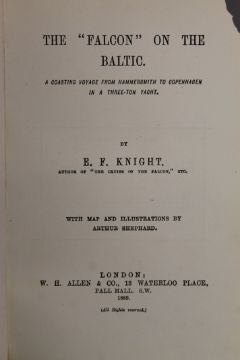 THE "FALCON" ON THE
BALTIC.
A COASTING VOYAGE FROM HAMMERSMITH TO COPENHAGEN
IN A THREE-TON YACHT.
BY
E. F. KNIGHT,
AUTHOR OF "THE CRUISE OF THE FALCON," ETC.
WITH MAP AND ILLUSTRATIONS BY
ARTHUR SHEPHARD.
LONDON:
W. H. ALLEN & CO., 13 WATERLOO PLACE,
PALL MALL. S.W.
1889.
(All Rights reserved.)